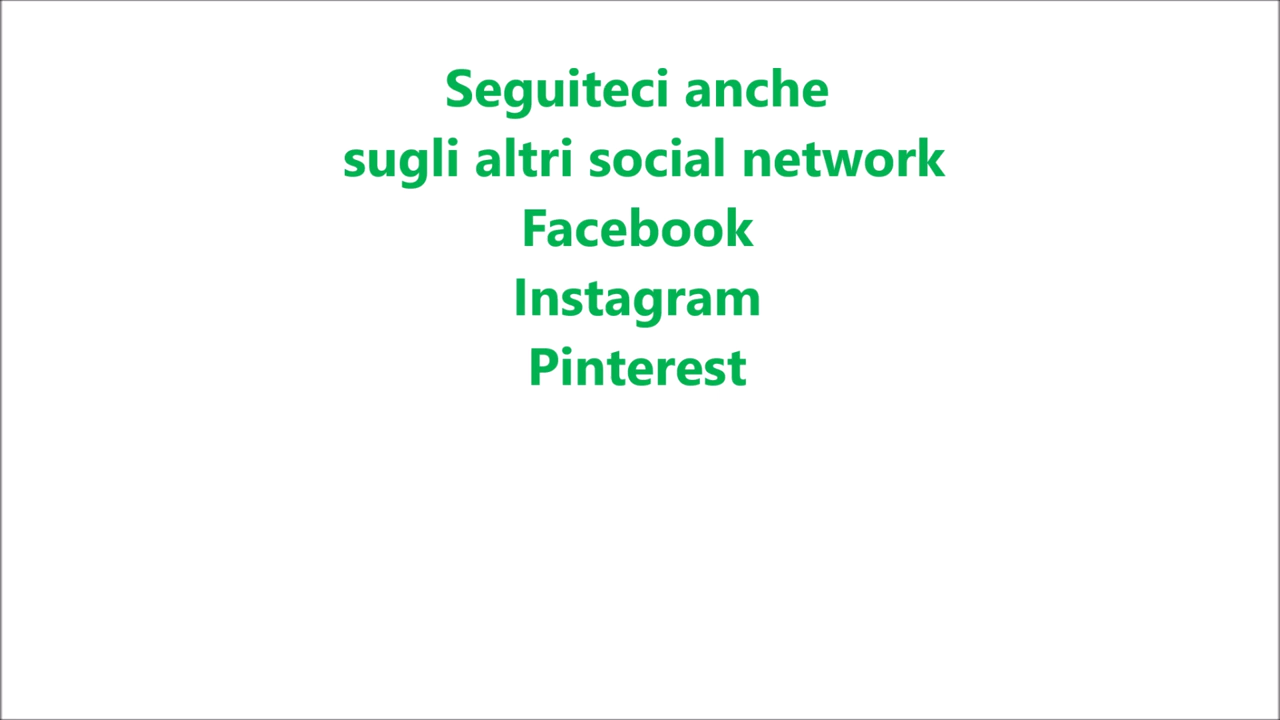 Seguiteci anche
sugli altri social network
Facebook
Instagram
Pinterest